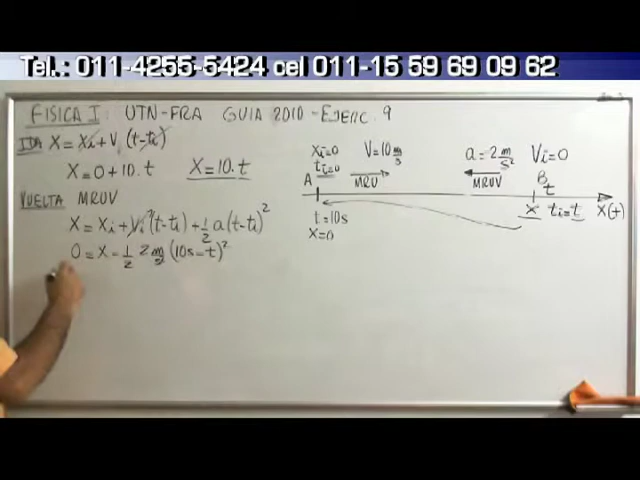 Tel.: 011-4255-5424 cel 011-15 59 69 09 62
FISICA I: UTN-FRA GUIA 2010 - EJERC. 9
IDA X = Xi + V (t-ti)
X = 0 + 10. t X = 10. t
VUELTA MRUV
X = Xi + Vi (t-ti) + 1/2 a (t-ti)²
0 = X - 1/2 2 m/s² (10s-t)²
Xi=0 V=10 m/s a=2 m/s² Vi=0
ti=0
A MRU MRUV B
t
t=10s X ti=t X(+)
X=0